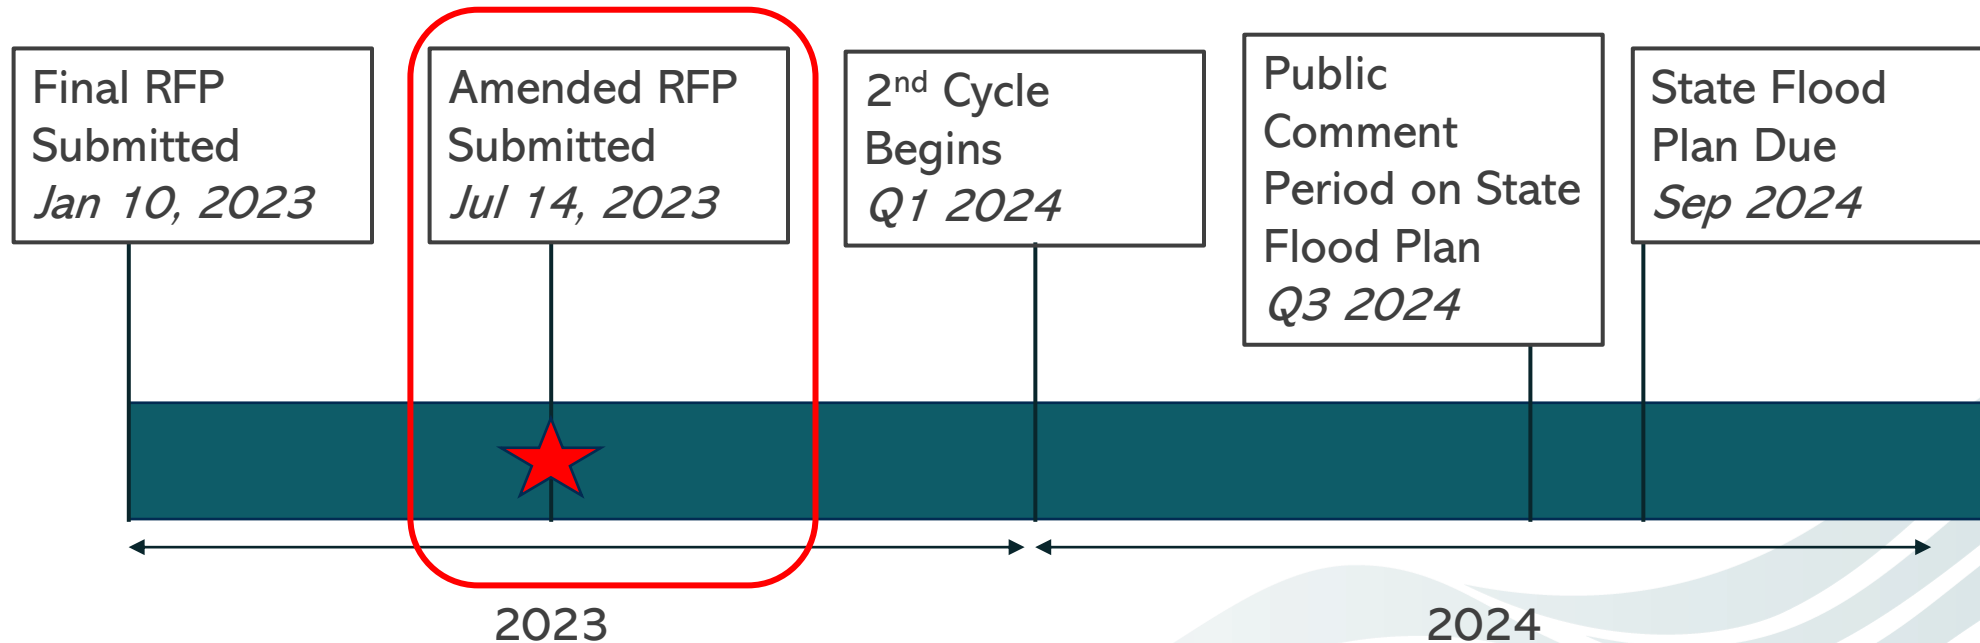 Final RFP
Submitted
Jan 10, 2023
Amended RFP
Submitted
Jul 14, 2023
2nd Cycle
Begins
Q1 2024
Public
Comment
Period on State
Flood Plan
Q3 2024
State Flood
Plan Due
Sep 2024
2023
2024